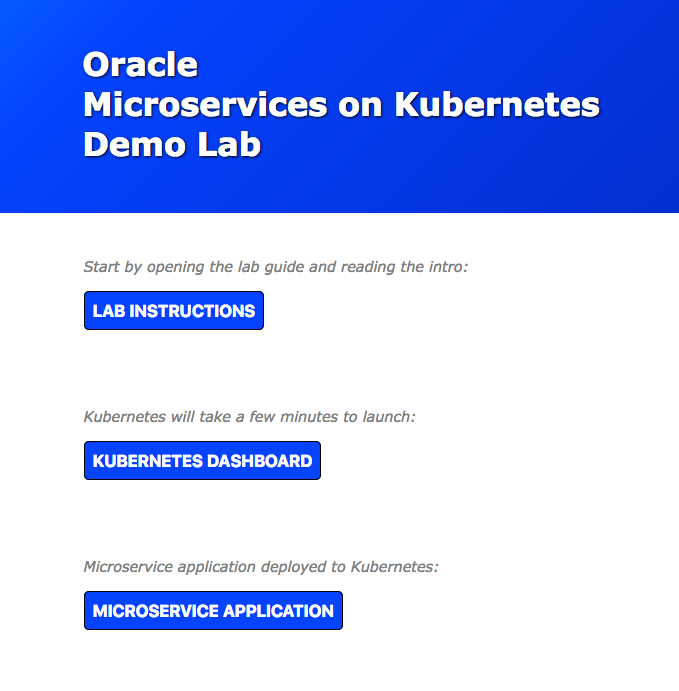 Oracle
Microservices on Kubernetes
Demo Lab
Start by opening the lab guide and reading the intro:
LAB INSTRUCTIONS
Kubernetes will take a few minutes to launch:
KUBERNETES DASHBOARD
Microservice application deployed to Kubernetes:
MICROSERVICE APPLICATION